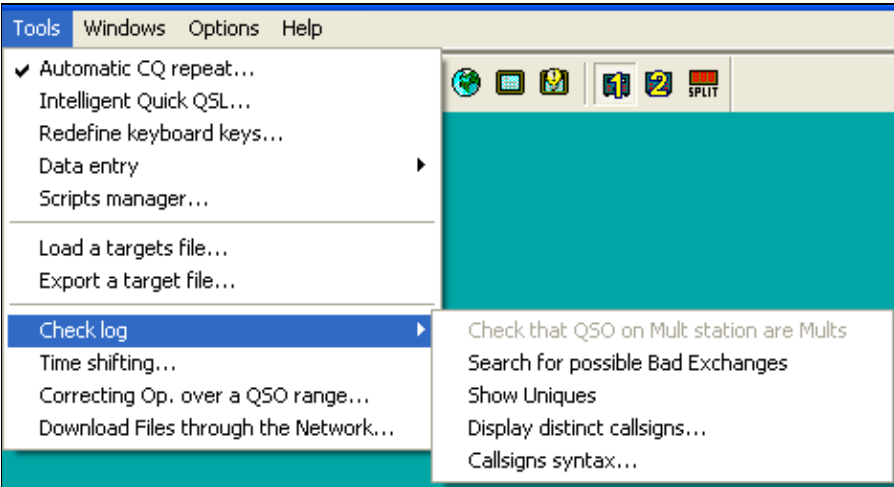 Tools Windows Options Help
Automatic CQ repeat...
Intelligent Quick QSL...
Redefine keyboard keys...
Data entry
Scripts manager...
Load a targets file...
Export a target file...
Check log
Time shifting...
Correcting Op. over a QSO range...
Download Files through the Network...
1 2 SPLIT
Check that QSO on Mult station are Mults
Search for possible Bad Exchanges
Show Uniques
Display distinct callsigns...
Callsigns syntax...